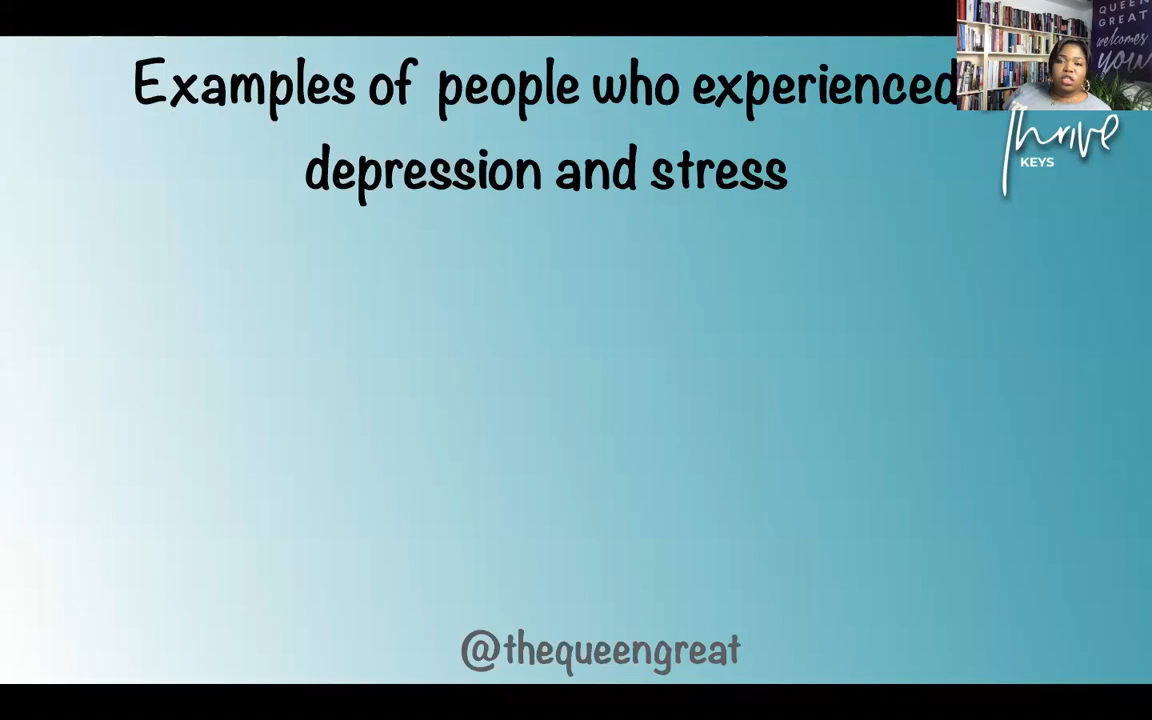 Examples of people who experienced
depression and stress
QUEEN
GREAT
welcomes
YOU
Thrive
KEYS
@thequeengreat